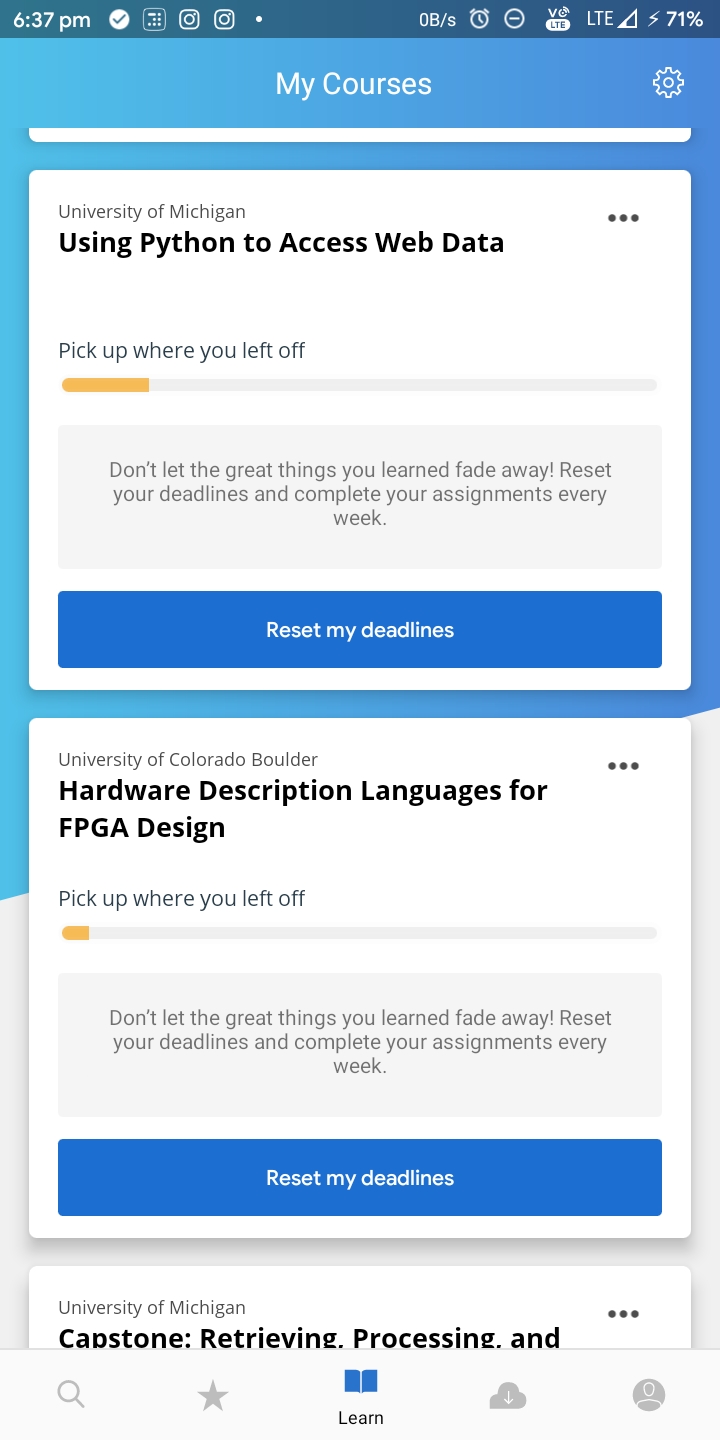 6:37 pm
0B/s
Vo
LTE
LTE
71%
My Courses
University of Michigan
Using Python to Access Web Data
Pick up where you left off
Don’t let the great things you learned fade away! Reset
your deadlines and complete your assignments every
week.
Reset my deadlines
University of Colorado Boulder
Hardware Description Languages for
FPGA Design
Pick up where you left off
Don’t let the great things you learned fade away! Reset
your deadlines and complete your assignments every
week.
Reset my deadlines
University of Michigan
Capstone: Retrieving, Processing, and
Learn